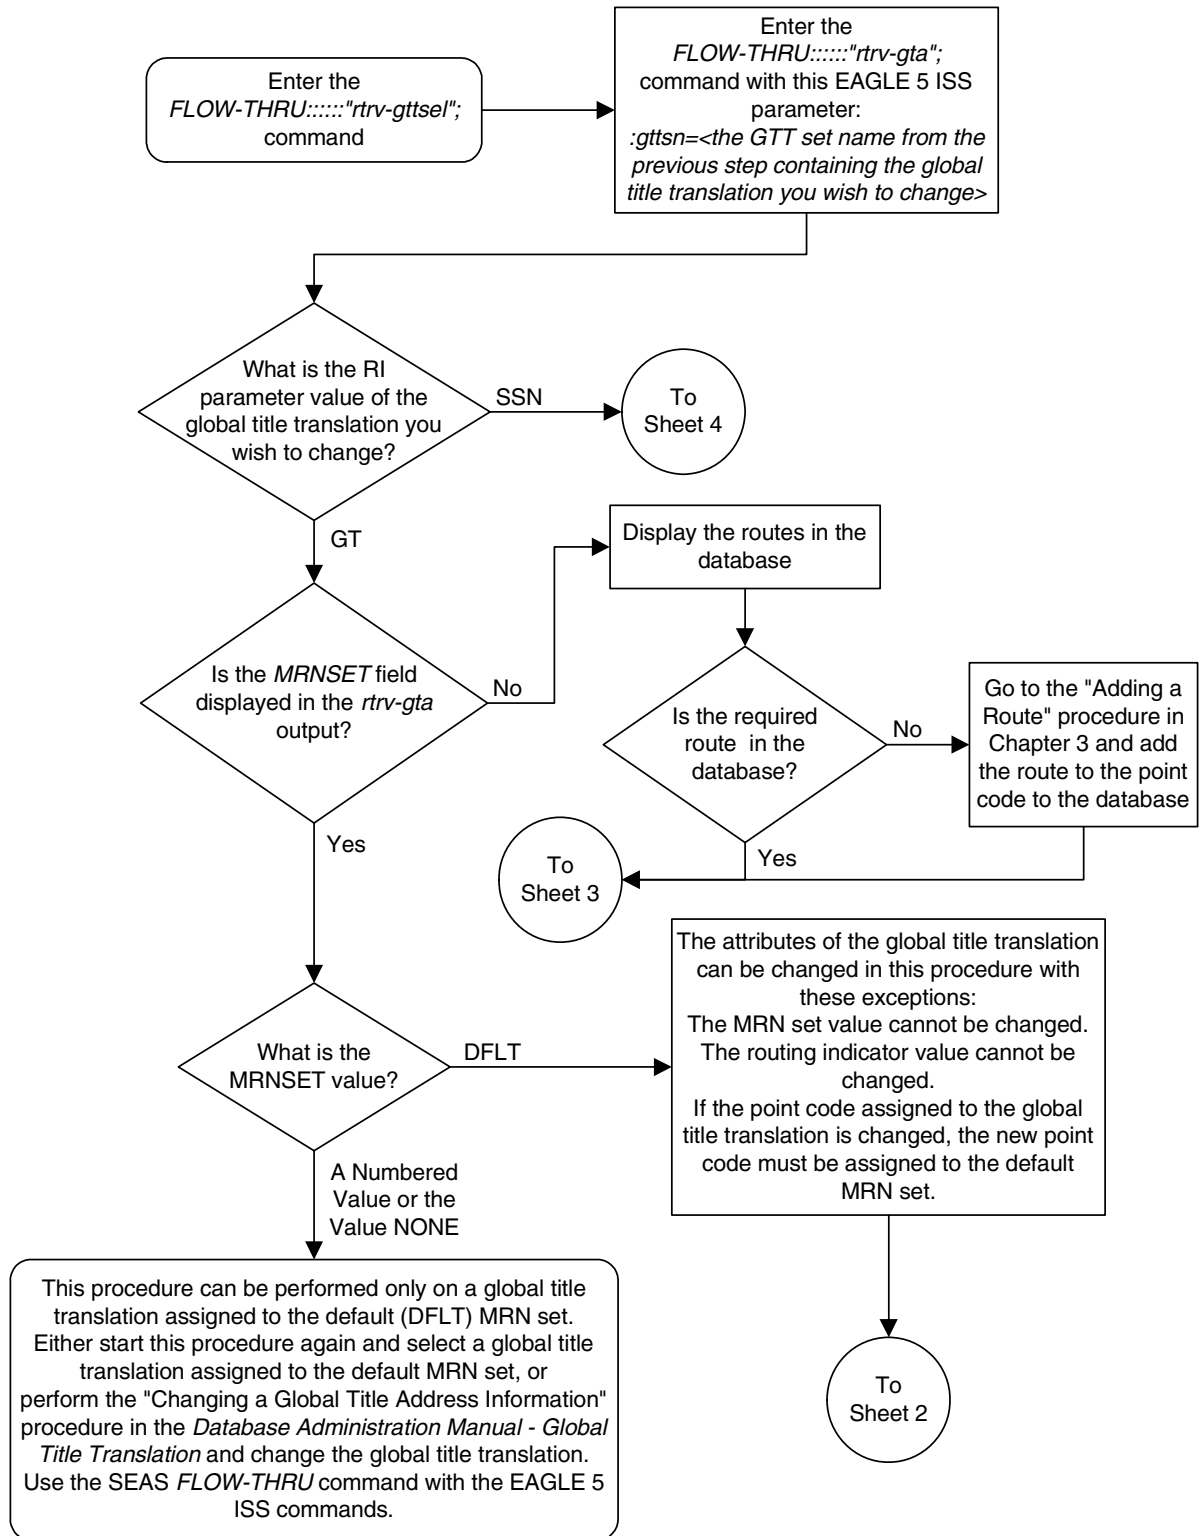 Enter the
FLOW-THRU::::::"rtrv-gttsel";
command
Enter the
FLOW-THRU::::::"rtrv-gta";
command with this EAGLE 5 ISS
parameter:
:gttsn=<the GTT set name from the
previous step containing the global
title translation you wish to change>
What is the RI
parameter value of the
global title translation you
wish to change?
SSN
To
Sheet 4
GT
Display the routes in the
database
Is the MRNSET field
displayed in the rtrv-gta
output?
No
Is the required
route in the
database?
No
Go to the "Adding a
Route" procedure in
Chapter 3 and add
the route to the point
code to the database
Yes
Yes
To
Sheet 3
What is the
MRNSET value?
DFLT
The attributes of the global title translation
can be changed in this procedure with
these exceptions:
The MRN set value cannot be changed.
The routing indicator value cannot be
changed.
If the point code assigned to the global
title translation is changed, the new point
code must be assigned to the default
MRN set.
A Numbered
Value or the
Value NONE
This procedure can be performed only on a global title
translation assigned to the default (DFLT) MRN set.
Either start this procedure again and select a global title
translation assigned to the default MRN set, or
perform the "Changing a Global Title Address Information"
procedure in the Database Administration Manual - Global
Title Translation and change the global title translation.
Use the SEAS FLOW-THRU command with the EAGLE 5
ISS commands.
To
Sheet 2